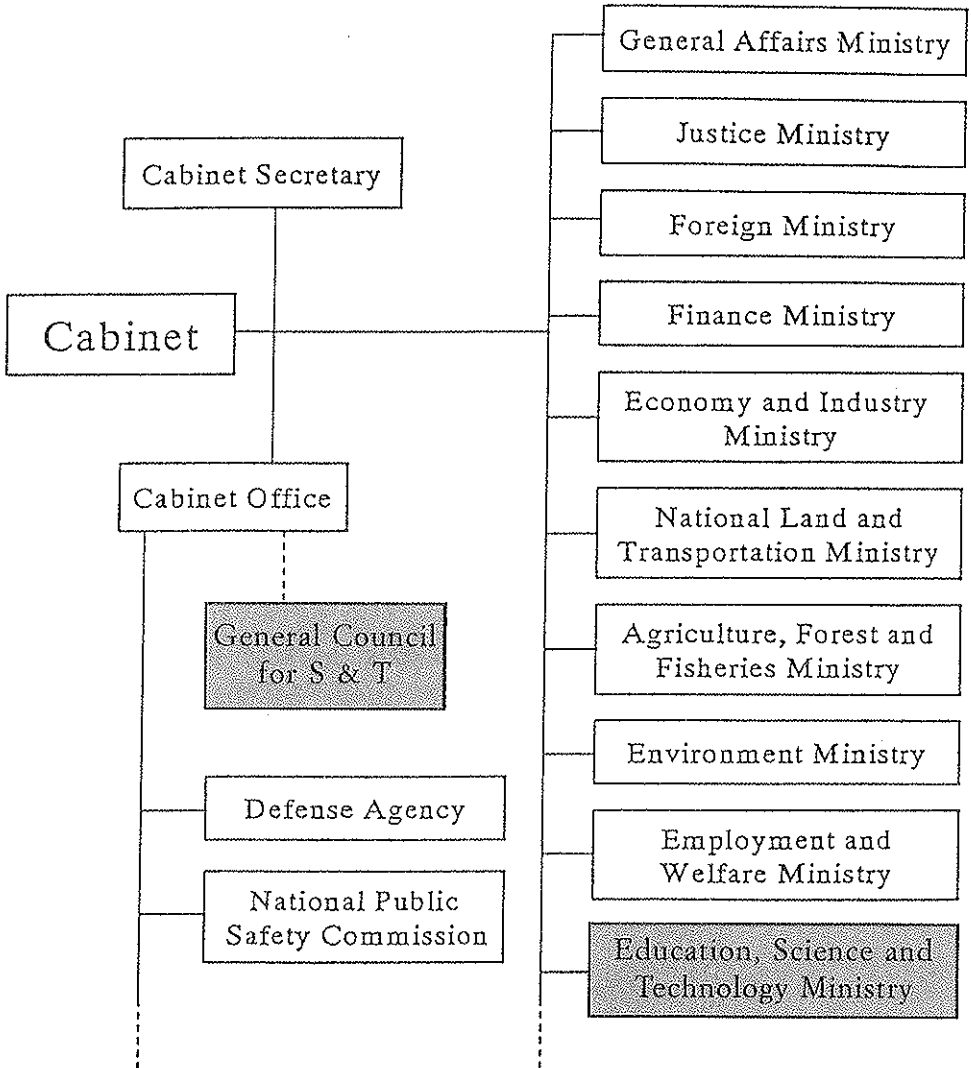 Cabinet Secretary
Cabinet
Cabinet Office
General Council
for S & T
Defense Agency
National Public
Safety Commission
General Affairs Ministry
Justice Ministry
Foreign Ministry
Finance Ministry
Economy and Industry
Ministry
National Land and
Transportation Ministry
Agriculture, Forest and
Fisheries Ministry
Environment Ministry
Employment and
Welfare Ministry
Education, Science and
Technology Ministry